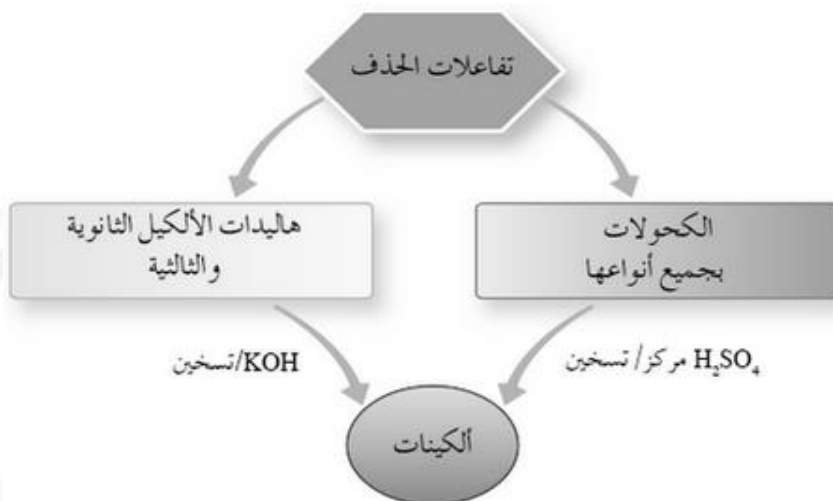 تفاعلات الحذف
الكحولات
بجميع أنواعها
هاليدات الألكيل الثانوية
والثالثية
H₂SO₄ مركز/ تسخين
KOH/تسخين
ألكينات